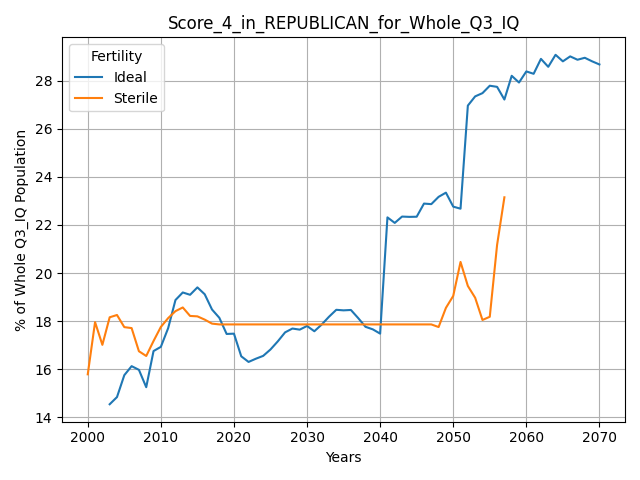 Score_4_in_REPUBLICAN_for_Whole_Q3_IQ
Fertility
Ideal
Sterile
% of Whole Q3_IQ Population
28
26
24
22
20
18
16
14
2000 2010 2020 2030 2040 2050 2060 2070
Years